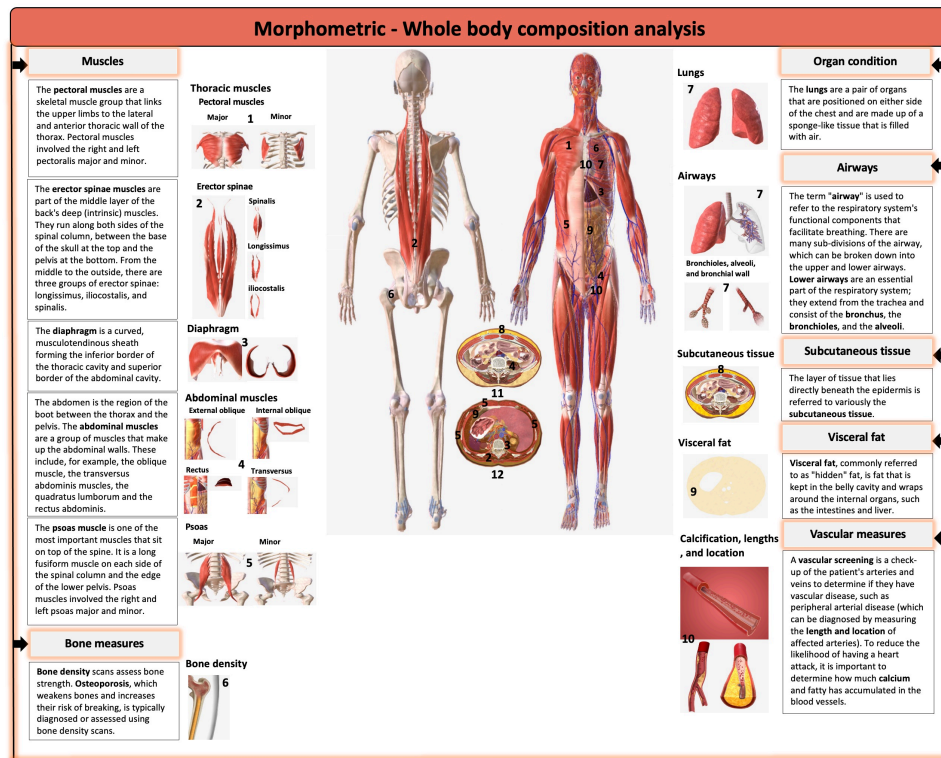 Morphometric - Whole body composition analysis
Muscles
The pectoral muscles are a
skeletal muscle group that links
the upper limbs to the lateral
and anterior thoracic wall of the
thorax. Pectoral muscles
involved the right and left
pectoralis major and minor.
The erector spinae muscles are
part of the middle layer of the
back's deep (intrinsic) muscles.
They run along both sides of the
spinal column, between the base
of the skull at the top and the
pelvis at the bottom. From the
middle to the outside, there are
three groups of erector spinae:
longissimus, iliocostalis, and
spinalis.
The diaphragm is a curved,
musculotendinous sheath
forming the inferior border of
the thoracic cavity and superior
border of the abdominal cavity.
The abdomen is the region of the
boot between the thorax and the
pelvis. The abdominal muscles
are a group of muscles that make
up the abdominal walls. These
include, for example, the oblique
muscle, the transversus
abdominis muscles, the
quadratus lumborum and the
rectus abdominis.
The psoas muscle is one of the
most important muscles that sit
on top of the spine. It is a long
fusiform muscle on each side of
the spinal column and the edge
of the lower pelvis. Psoas
muscles involved the right and
left psoas major and minor.
Bone measures
Bone density scans assess bone
strength. Osteoporosis, which
weakens bones and increases
their risk of breaking, is typically
diagnosed or assessed using
bone density scans.
Thoracic muscles
Pectoral muscles
Major 1 Minor
Erector spinae
2
Spinalis
Longissimus
iliocostalis
Diaphragm
3
Abdominal muscles
External oblique Internal oblique
4
Rectus Transversus
Psoas
Major Minor
5
Bone density
6
2
6
1
6
10 7
3
5
9
4
10
8
4
11
5
9
5
5
3
2
12
Lungs
7
Airways
7
Bronchioles, alveoli,
and bronchial wall
7
Subcutaneous tissue
8
Visceral fat
9
Calcification, lengths
, and location
10
Organ condition
The lungs are a pair of organs
that are positioned on either side
of the chest and are made up of a
sponge-like tissue that is filled
with air.
Airways
The term "airway" is used to
refer to the respiratory system's
functional components that
facilitate breathing. There are
many sub-divisions of the airway,
which can be broken down into
the upper and lower airways.
Lower airways are an essential
part of the respiratory system;
they extend from the trachea and
consist of the bronchus, the
bronchioles, and the alveoli.
Subcutaneous tissue
The layer of tissue that lies
directly beneath the epidermis is
referred to variously the
subcutaneous tissue.
Visceral fat
Visceral fat, commonly referred
to as "hidden" fat, is fat that is
kept in the belly cavity and wraps
around the internal organs, such
as the intestines and liver.
Vascular measures
A vascular screening is a check-
up of the patient's arteries and
veins to determine if they have
vascular disease, such as
peripheral arterial disease (which
can be diagnosed by measuring
the length and location of
affected arteries). To reduce the
likelihood of having a heart
attack, it is important to
determine how much calcium
and fatty has accumulated in the
blood vessels.